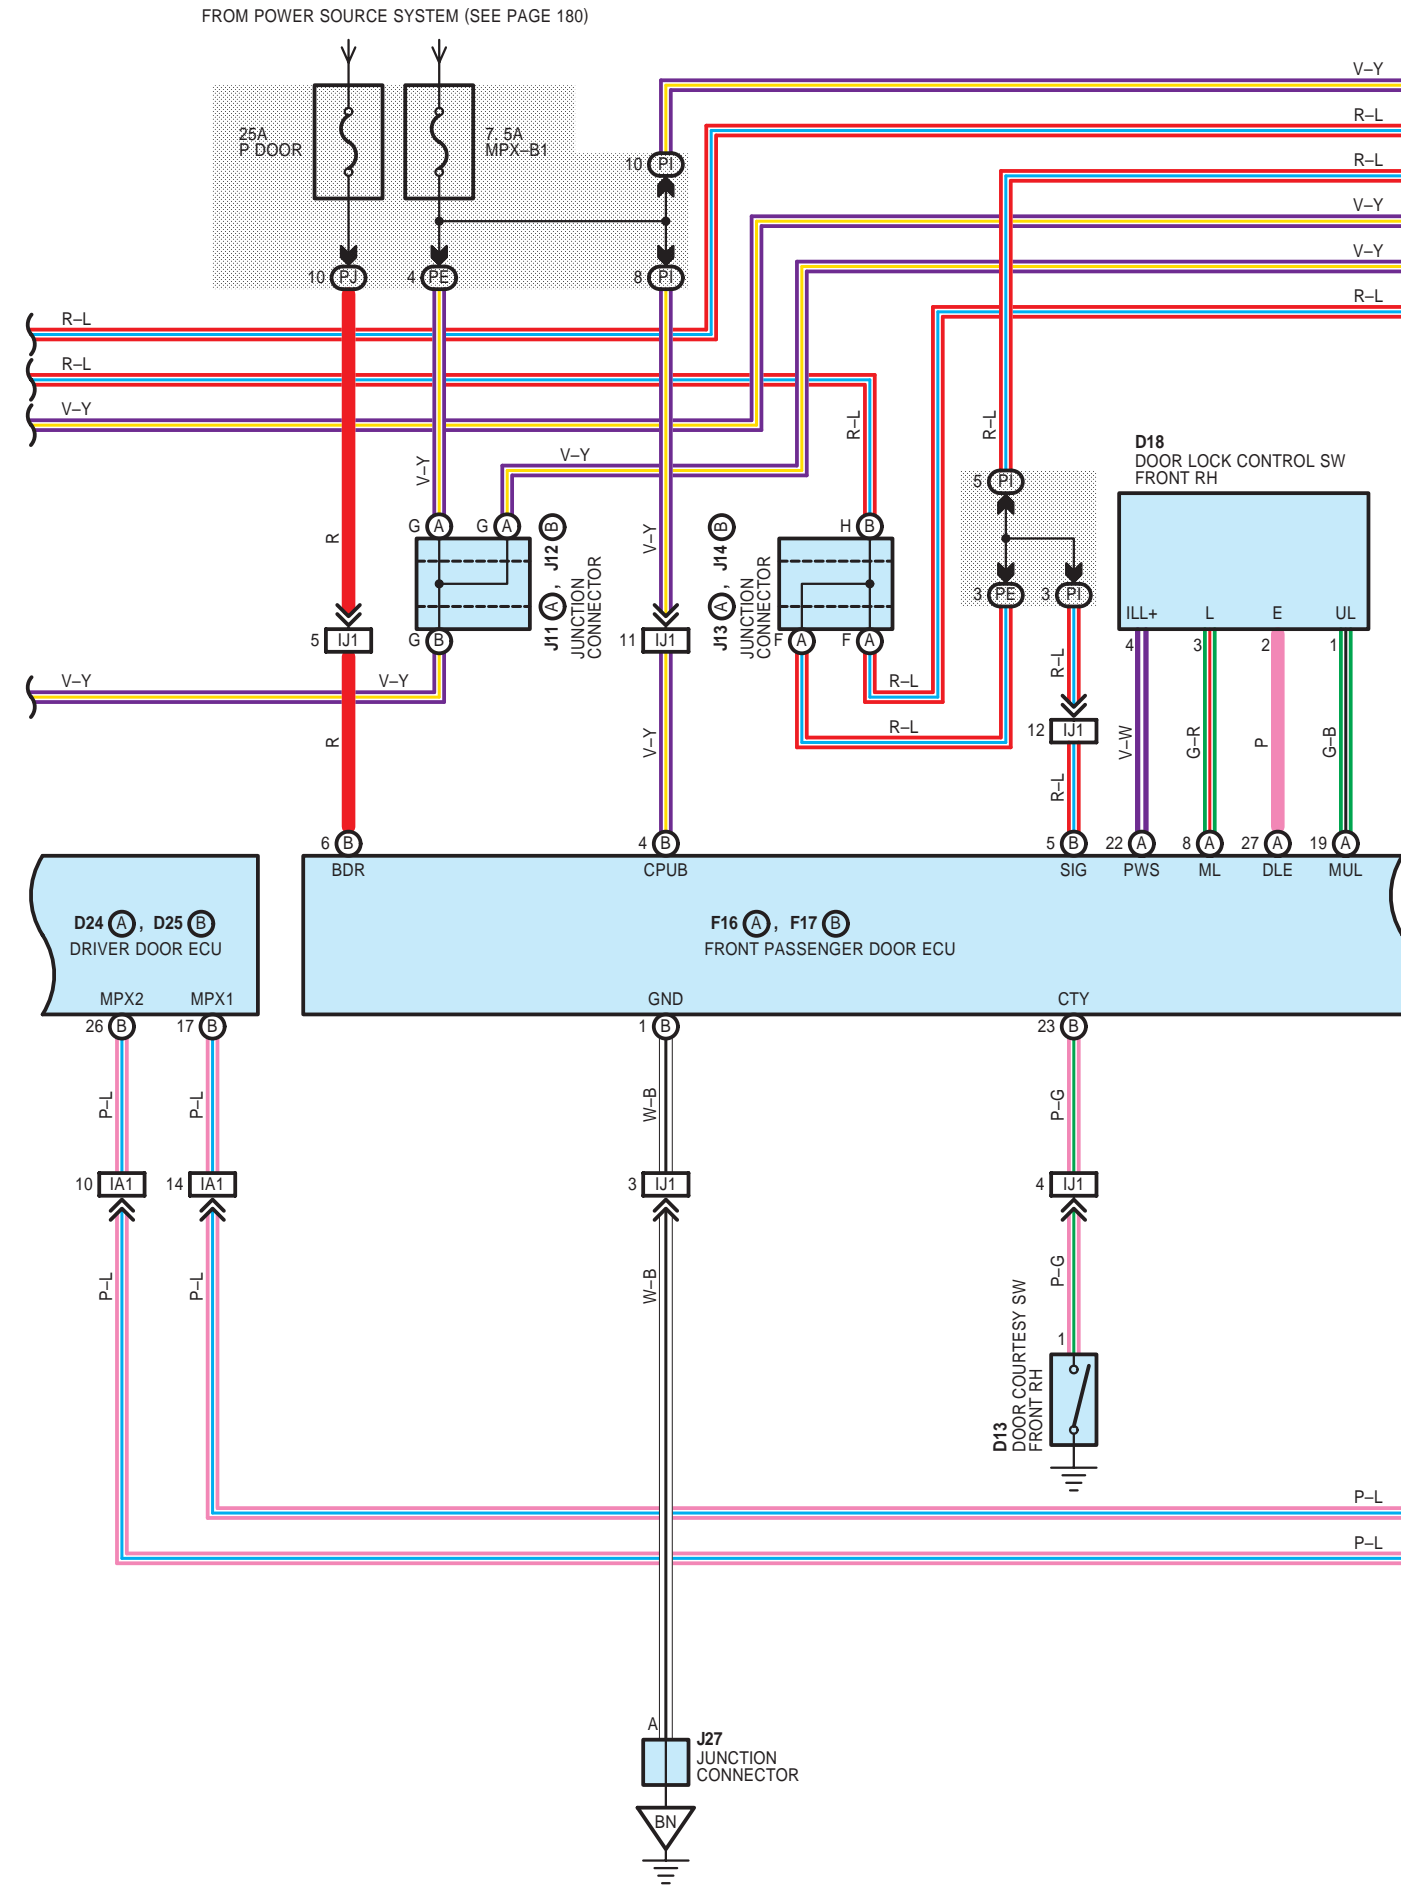 FROM POWER SOURCE SYSTEM (SEE PAGE 180)
V–Y
R–L
25A
P DOOR
7. 5A
MPX–B1
10 PI
R–L
V–Y
V–Y
10 PJ
4 PE
8 PI
R–L
R–L
R–L
V–Y
V–Y
V–Y
R–L
R–L
D18
DOOR LOCK CONTROL SW
FRONT RH
5 PI
R
G A
G A
J11 A , J12 B
JUNCTION
CONNECTOR
V–Y
J13 A , J14 B
JUNCTION
CONNECTOR
H B
3 PE
3 PI
ILL+
L
E
UL
5 IJ1
G B
11 IJ1
F A
F A
4
3
2
1
V–Y
V–Y
R–L
R–L
R–L
R
V–Y
12 IJ1
R–L
V–W
G–R
P
G–B
6 B
4 B
5 B
22 A
8 A
27 A
19 A
BDR
CPUB
SIG
PWS
ML
DLE
MUL
D24 A , D25 B
DRIVER DOOR ECU
F16 A , F17 B
FRONT PASSENGER DOOR ECU
MPX2
MPX1
GND
CTY
26 B
17 B
1 B
23 B
P–L
P–L
W–B
P–G
10 IA1
14 IA1
3 IJ1
4 IJ1
P–L
P–L
W–B
P–G
1
D13
DOOR COURTESY SW
FRONT RH
P–L
P–L
A
J27
JUNCTION
CONNECTOR
BN